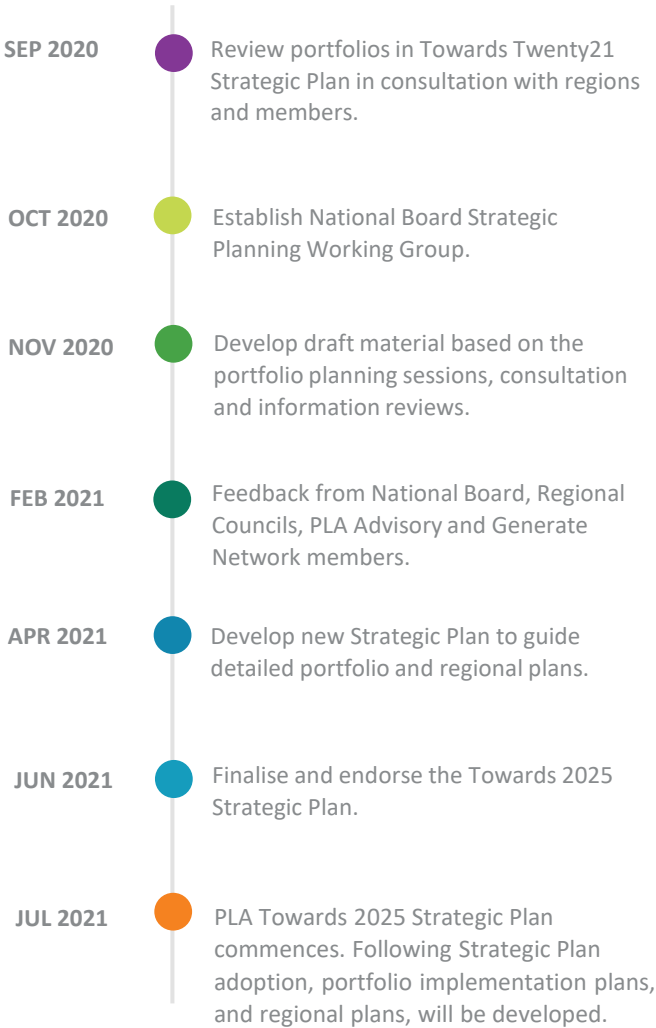 SEP 2020
Review portfolios in Towards Twenty21
Strategic Plan in consultation with regions
and members.
OCT 2020
Establish National Board Strategic
Planning Working Group.
NOV 2020
Develop draft material based on the
portfolio planning sessions, consultation
and information reviews.
FEB 2021
Feedback from National Board, Regional
Councils, PLA Advisory and Generate
Network members.
APR 2021
Develop new Strategic Plan to guide
detailed portfolio and regional plans.
JUN 2021
Finalise and endorse the Towards 2025
Strategic Plan.
JUL 2021
PLA Towards 2025 Strategic Plan
commences. Following Strategic Plan
adoption, portfolio implementation plans,
and regional plans, will be developed.